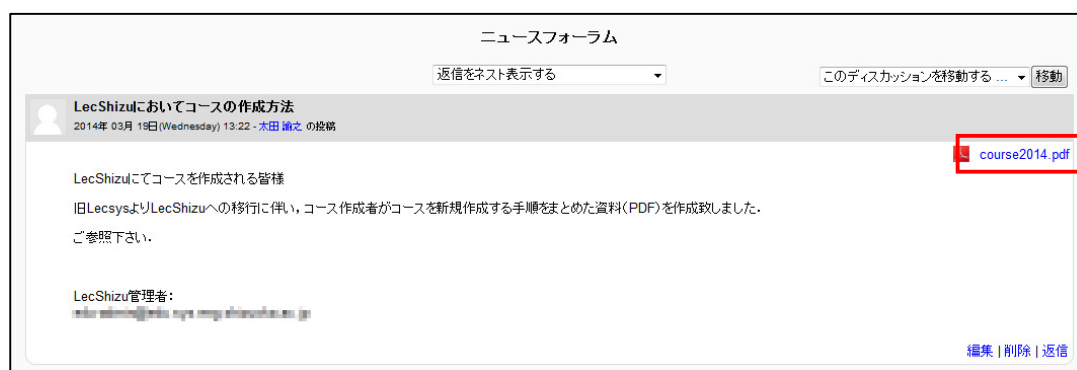 ニュースフォーラム
返信をネスト表示する
このディスカッションを移動する ... 移動
LecShizuにおいてコースの作成方法
2014年 03月 19日(Wednesday) 13:22 - 太田 諭之 の投稿
course2014.pdf
LecShizuにてコースを作成される皆様
旧LecsysよりLecShizuへの移行に伴い，コース作成者がコースを新規作成する手順をまとめた資料（PDF）を作成致しました．
ご参照下さい．
LecShizu管理者：
編集 | 削除 | 返信